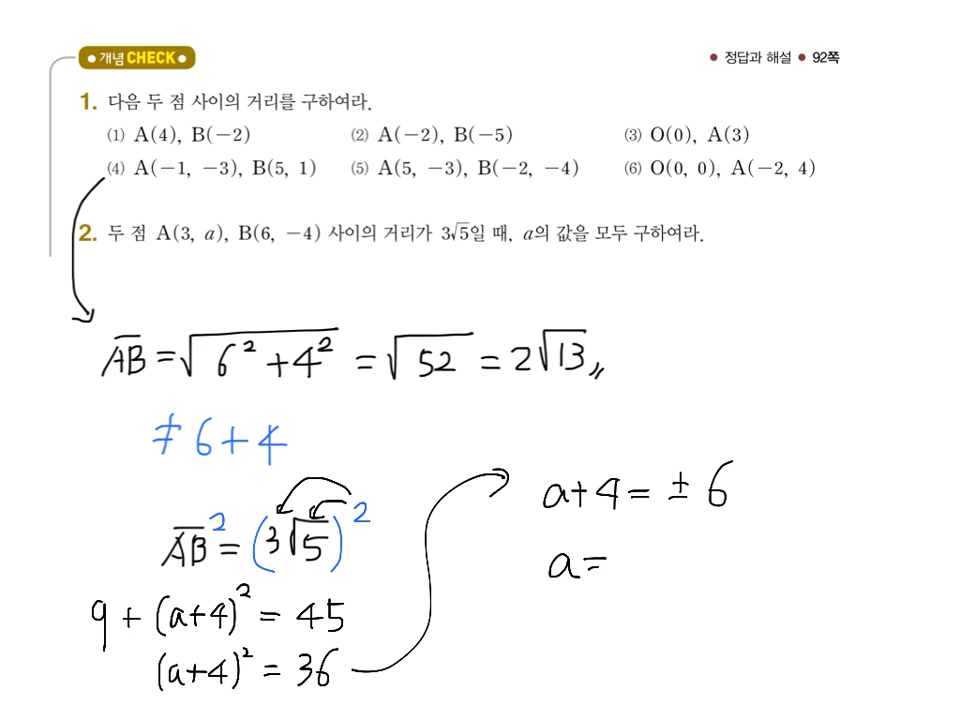 • 개념 CHECK •
• 정답과 해설 • 92쪽
1. 다음 두 점 사이의 거리를 구하여라.
⑴ A(4), B(−2) ⑵ A(−2), B(−5) ⑶ O(0), A(3)
⑷ A(−1, −3), B(5, 1) ⑸ A(5, −3), B(−2, −4) ⑹ O(0, 0), A(−2, 4)
2. 두 점 A(3, a), B(6, −4) 사이의 거리가 3√5일 때, a의 값을 모두 구하여라.
A̅B̅ = √(6² + 4²) = √52 = 2√13 〃
≠ 6 + 4
A̅B̅² = (3√5)²
9 + (a+4)² = 45
(a+4)² = 36
a+4 = ± 6
a =